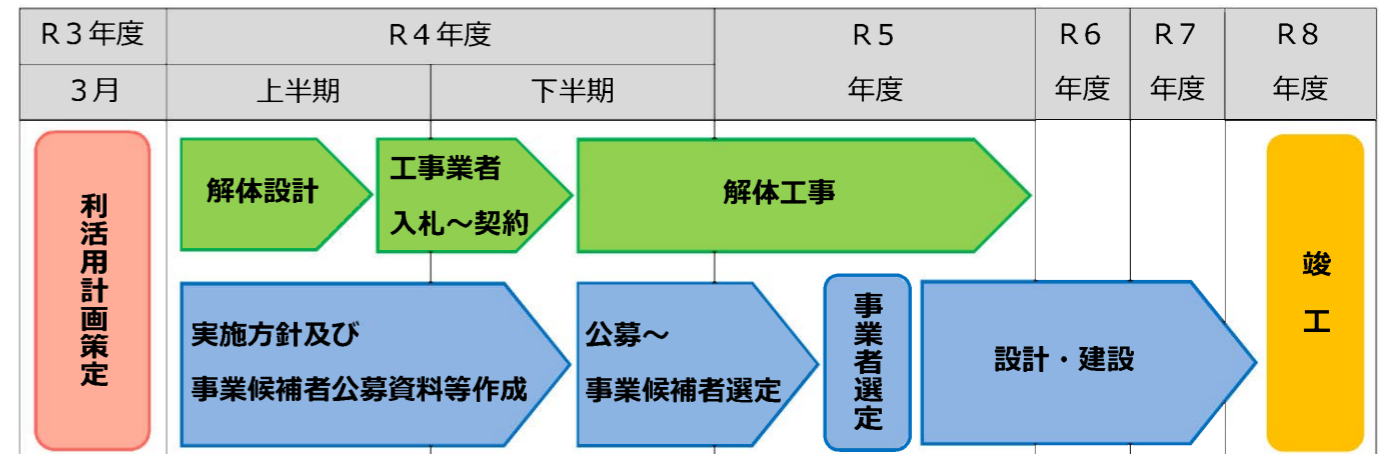 R3年度
R4年度
R5
年度
R6
年度
R7
年度
R8
年度
3月
上半期
下半期
利活用計画策定
解体設計
工事業者
入札～契約
解体工事
実施方針及び
事業候補者公募資料等作成
公募～
事業候補者選定
事業者選定
設計・建設
竣工